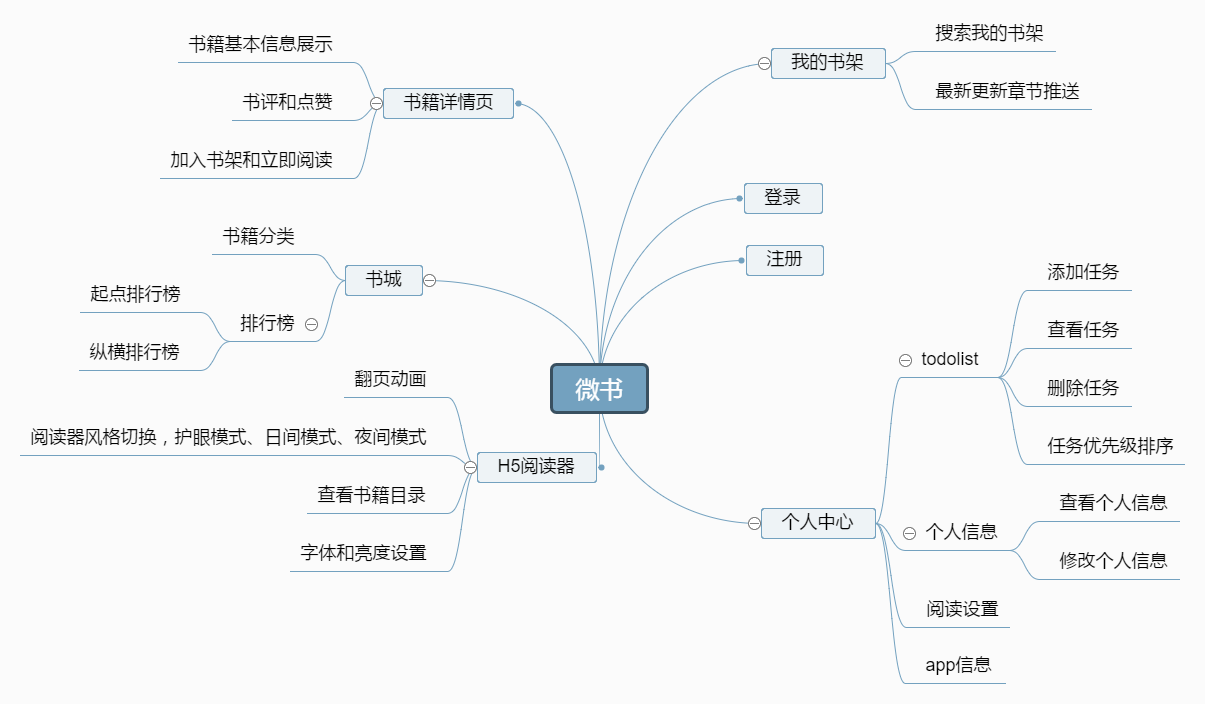 微书
我的书架
搜索我的书架
最新更新章节推送
登录
注册
个人中心
todolist
添加任务
查看任务
删除任务
任务优先级排序
个人信息
查看个人信息
修改个人信息
阅读设置
app信息
书籍详情页
书籍基本信息展示
书评和点赞
加入书架和立即阅读
书城
书籍分类
排行榜
起点排行榜
纵横排行榜
H5阅读器
翻页动画
阅读器风格切换，护眼模式、日间模式、夜间模式
查看书籍目录
字体和亮度设置